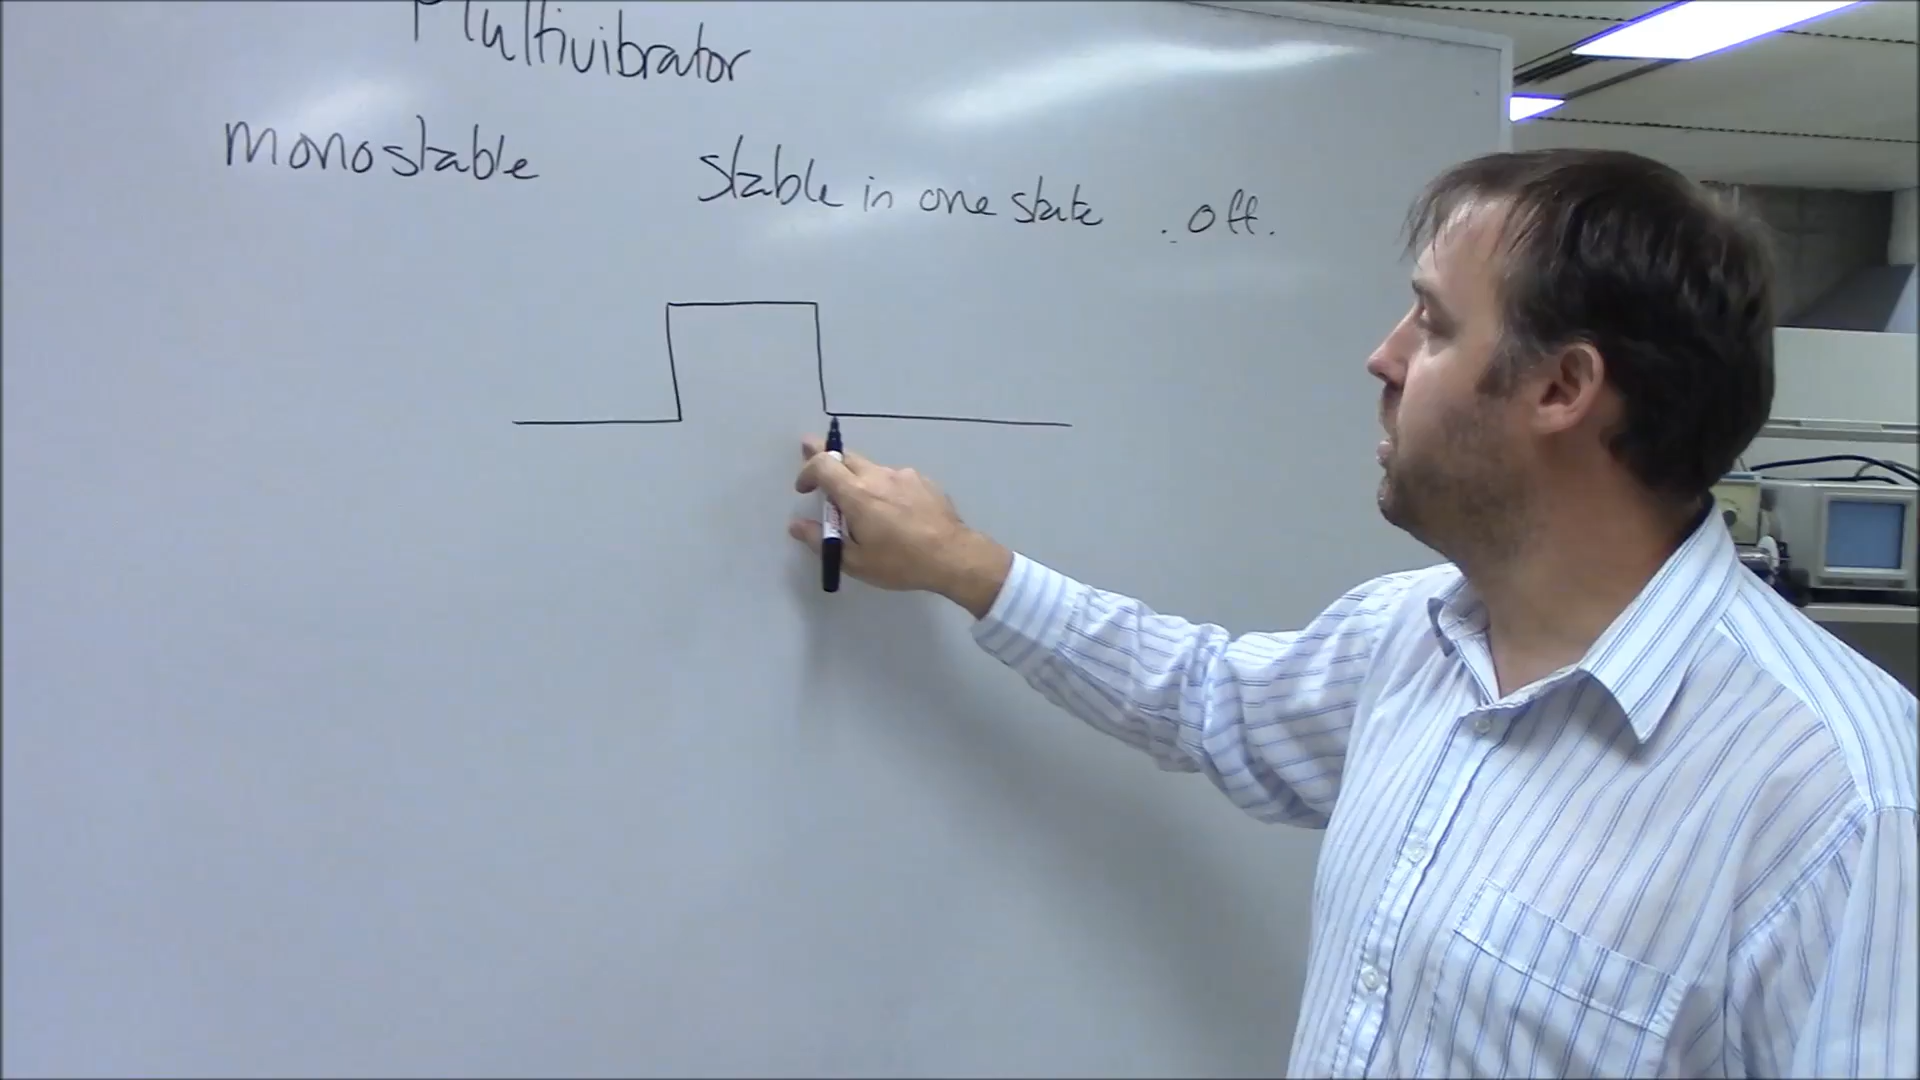 Multivibrator
monostable stable in one state . off.